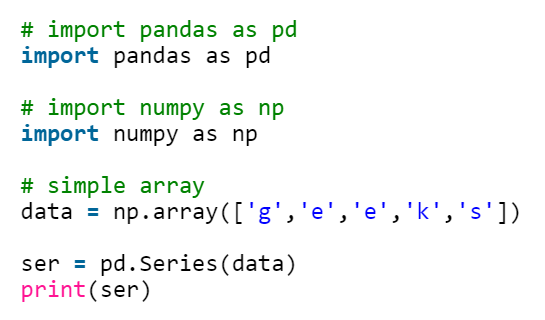 # import pandas as pd
import pandas as pd
# import numpy as np
import numpy as np
# simple array
data = np.array(['g','e','e','k','s'])
ser = pd.Series(data)
print(ser)